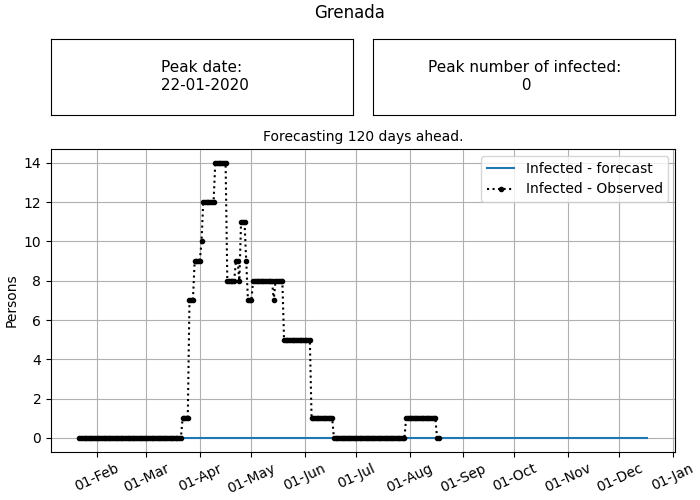 Grenada
Peak date:
22-01-2020
Peak number of infected:
0
Forecasting 120 days ahead.
Infected - forecast
Infected - Observed
Persons
14
12
10
8
6
4
2
0
01-Feb
01-Mar
01-Apr
01-May
01-Jun
01-Jul
01-Aug
01-Sep
01-Oct
01-Nov
01-Dec
01-Jan